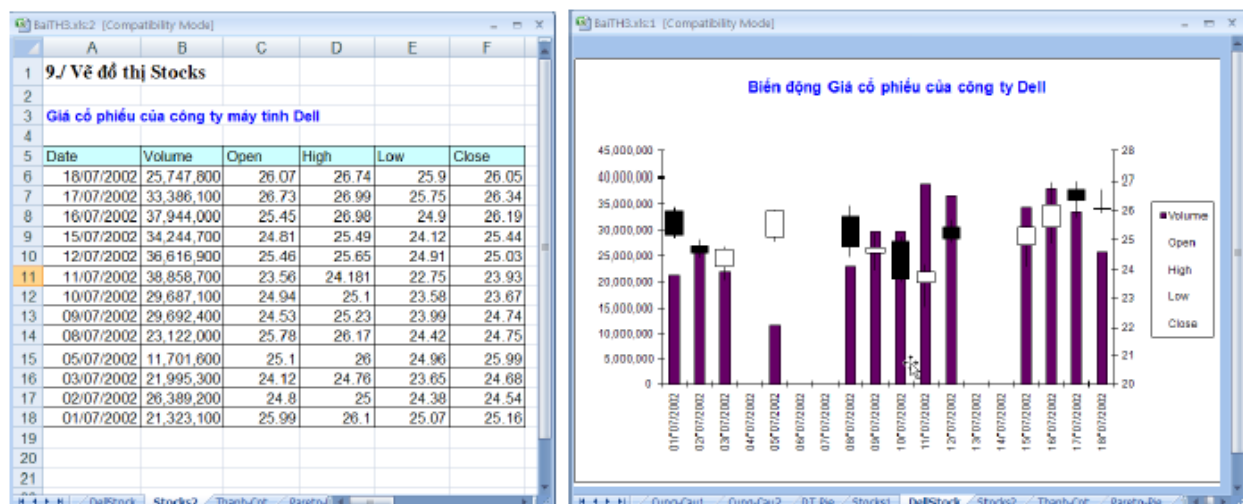 BaiTH3.xls:2 [Compatibility Mode]
A B C D E F
1 9./ Vẽ đồ thị Stocks
2
3 Giá cổ phiếu của công ty máy tính Dell
4
5 Date Volume Open High Low Close
6 18/07/2002 25,747,800 26.07 26.74 25.9 26.05
7 17/07/2002 33,386,100 26.73 26.99 25.75 26.34
8 16/07/2002 37,944,000 25.45 26.98 24.9 26.19
9 15/07/2002 34,244,700 24.81 25.49 24.12 25.44
10 12/07/2002 36,616,900 25.46 25.65 24.91 25.03
11 11/07/2002 38,858,700 23.56 24.181 22.75 23.93
12 10/07/2002 29,687,100 24.94 25.1 23.58 23.67
13 09/07/2002 29,692,400 24.53 25.23 23.99 24.74
14 08/07/2002 23,122,000 25.78 26.17 24.42 24.75
15 05/07/2002 11,701,600 25.1 26 24.96 25.99
16 03/07/2002 21,995,300 24.12 24.76 23.65 24.68
17 02/07/2002 26,389,200 24.8 25 24.38 24.54
18 01/07/2002 21,323,100 25.99 26.1 25.07 25.16
19
20
21
DellStock Stocks2 Thanh-Cot
BaiTH3.xls:1 [Compatibility Mode]
Biến động Giá cổ phiếu của công ty Dell
45,000,000
40,000,000
35,000,000
30,000,000
25,000,000
20,000,000
15,000,000
10,000,000
5,000,000
0
28
27
26
25
24
23
22
21
20
01/07/2002
02/07/2002
03/07/2002
04/07/2002
05/07/2002
06/07/2002
07/07/2002
08/07/2002
09/07/2002
10/07/2002
11/07/2002
12/07/2002
13/07/2002
14/07/2002
15/07/2002
16/07/2002
17/07/2002
18/07/2002
Volume
Open
High
Low
Close
Cung-Cau1 Cung-Cau2 DT Pie Stocks1 DellStock Stocks2 Thanh-Cot Pareto-Pie